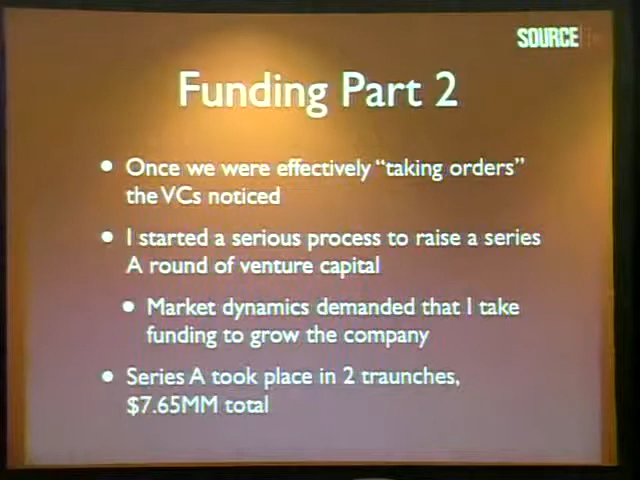 SOURCE
Funding Part 2
• Once we were effectively “taking orders”
the VCs noticed
• I started a serious process to raise a series
A round of venture capital
• Market dynamics demanded that I take
funding to grow the company
• Series A took place in 2 traunches,
$7.65MM total